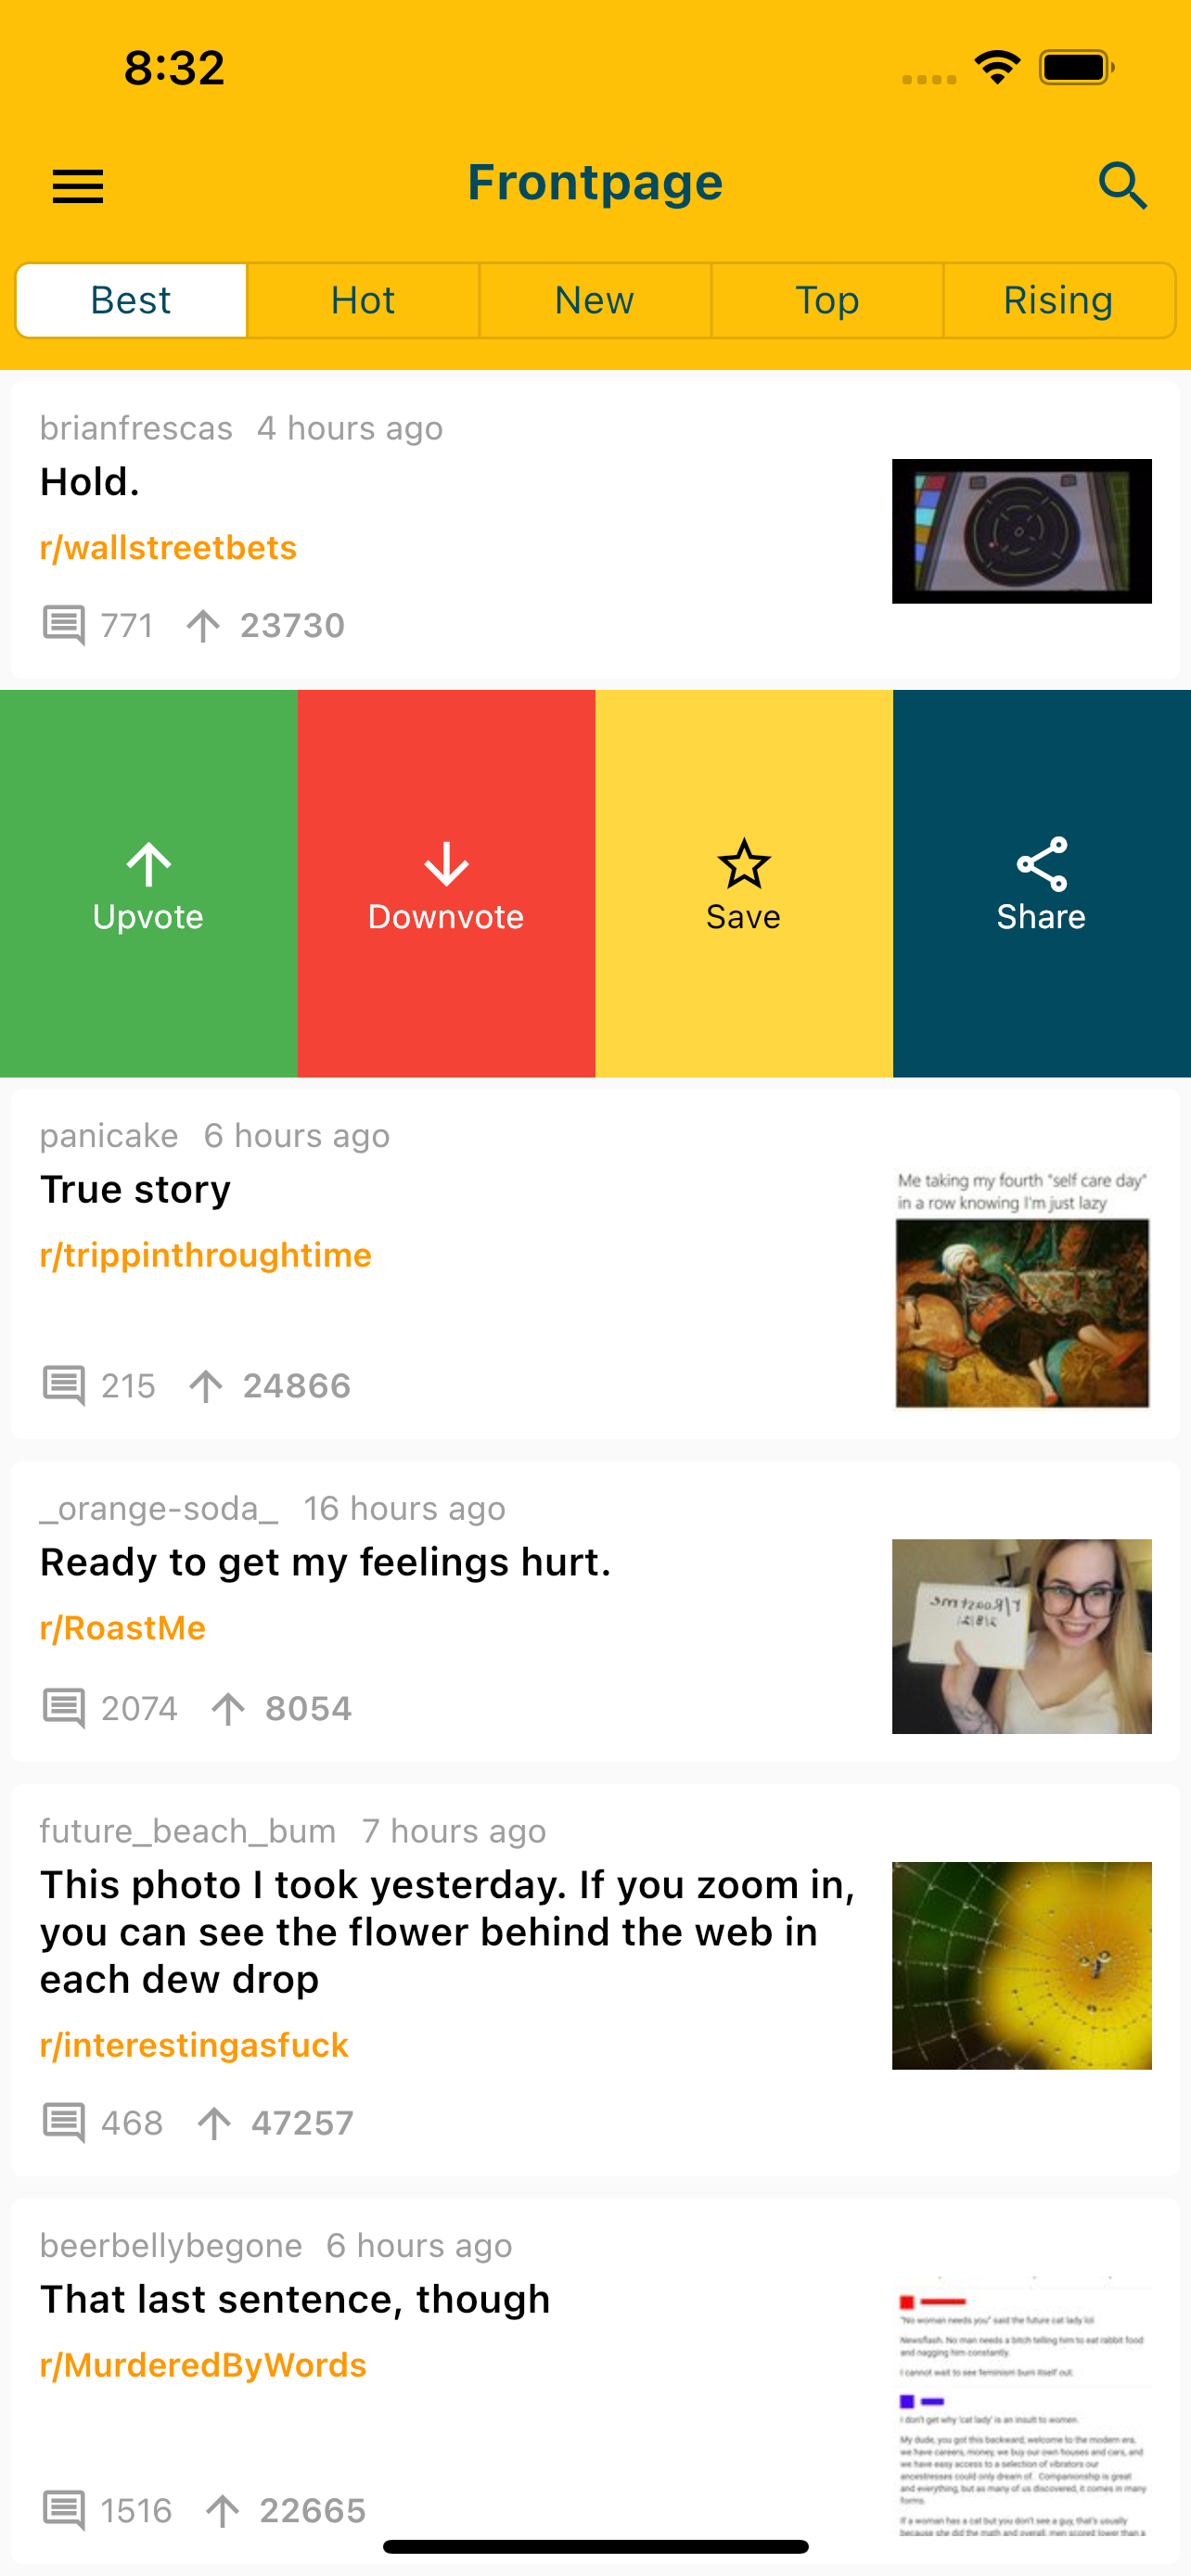 8:32
Frontpage
Best Hot New Top Rising
brianfrescas 4 hours ago
Hold.
r/wallstreetbets
771 23730
Upvote Downvote Save Share
panicake 6 hours ago
True story
r/trippinthroughtime
Me taking my fourth "self care day"
in a row knowing I'm just lazy
215 24866
_orange-soda_ 16 hours ago
Ready to get my feelings hurt.
r/RoastMe
2074 8054
future_beach_bum 7 hours ago
This photo I took yesterday. If you zoom in,
you can see the flower behind the web in
each dew drop
r/interestingasfuck
468 47257
beerbellybegone 6 hours ago
That last sentence, though
r/MurderedByWords
"No woman needs you" said the future cat lady lol
Newsflash. No man needs a bitch telling him to eat rabbit food
and nagging him constantly.
I cannot wait to see feminism burn itself out.
I don't get why 'cat lady' is an insult to women.
My dude, you got this backward, welcome to the modern era,
we have careers, money, we buy our own houses and cars, and
we have easy access to a selection of vibrators our
ancestresses could only dream of. Companionship is great
and everything, but as many of us discovered, it comes in many
forms.
If a woman has a cat but you don't see a guy, that's usually
because she did the math and overall, men scored lower than a
1516 22665